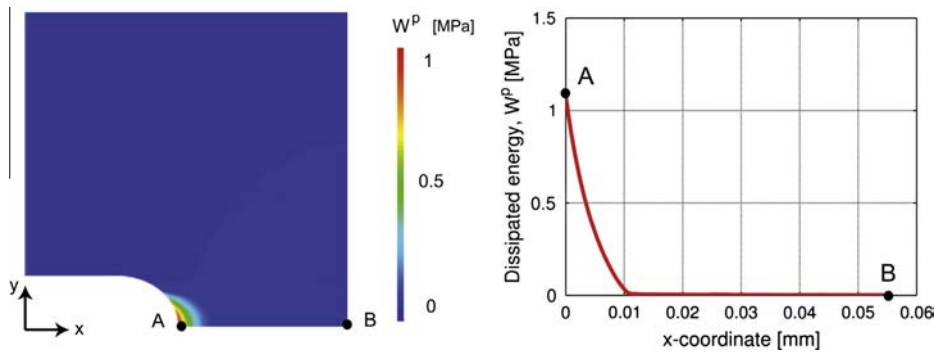 W^p [MPa]
1
0.5
0
y
x
A
B
1.5
1
0.5
0
Dissipated energy, W^p [MPa]
A
B
0 0.01 0.02 0.03 0.04 0.05 0.06
x-coordinate [mm]